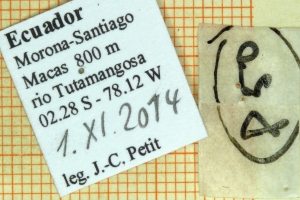 Ecuador
Morona-Santiago
Macas 800 m
rio Tutamangosa
02.28 S - 78.12 W
1.XI.2014
leg. J.-C. Petit